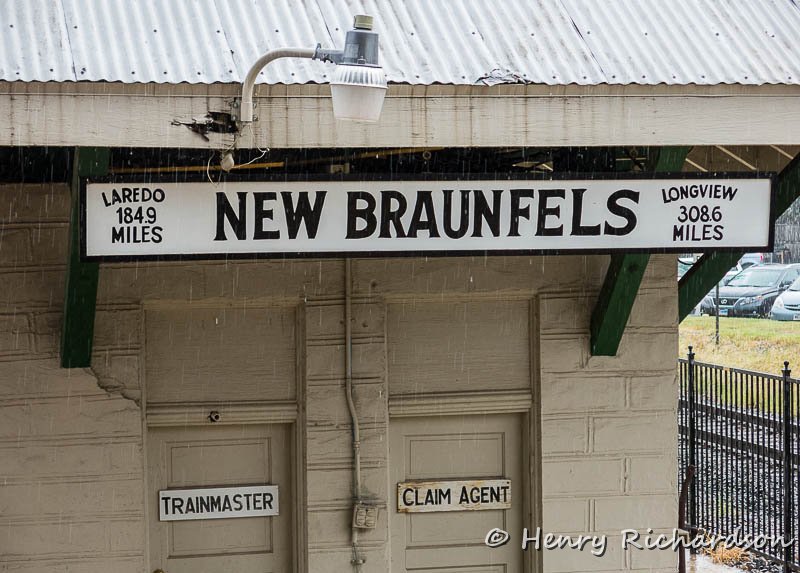 LAREDO
184.9
MILES
NEW BRAUNFELS
LONGVIEW
308.6
MILES
TRAINMASTER
CLAIM AGENT
© Henry Richardson